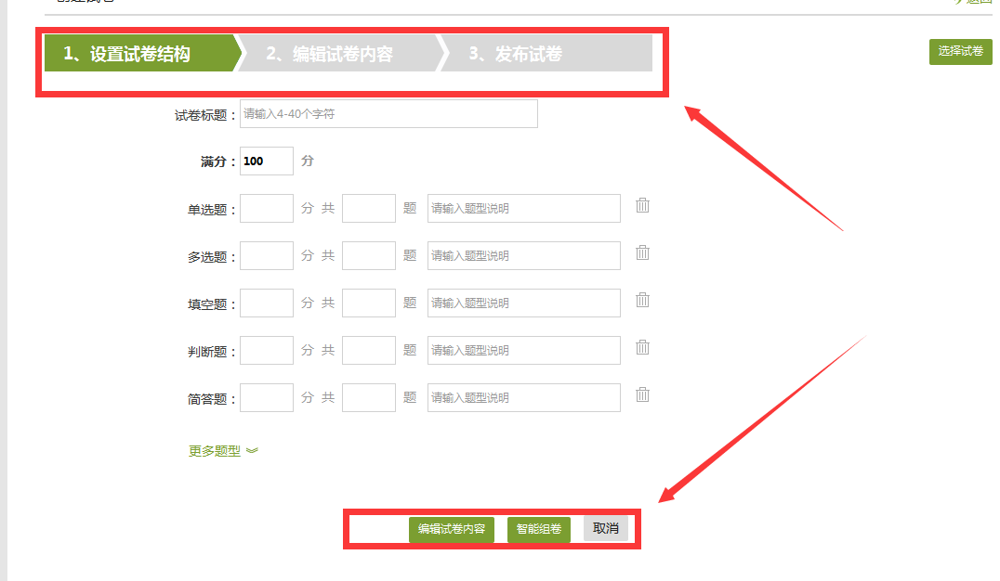 1、设置试卷结构 2、编辑试卷内容 3、发布试卷
选择试卷
试卷标题： 请输入4-40个字符
满分： 100 分
单选题： 分 共 题 请输入题型说明
多选题： 分 共 题 请输入题型说明
填空题： 分 共 题 请输入题型说明
判断题： 分 共 题 请输入题型说明
简答题： 分 共 题 请输入题型说明
更多题型
编辑试卷内容 智能组卷 取消